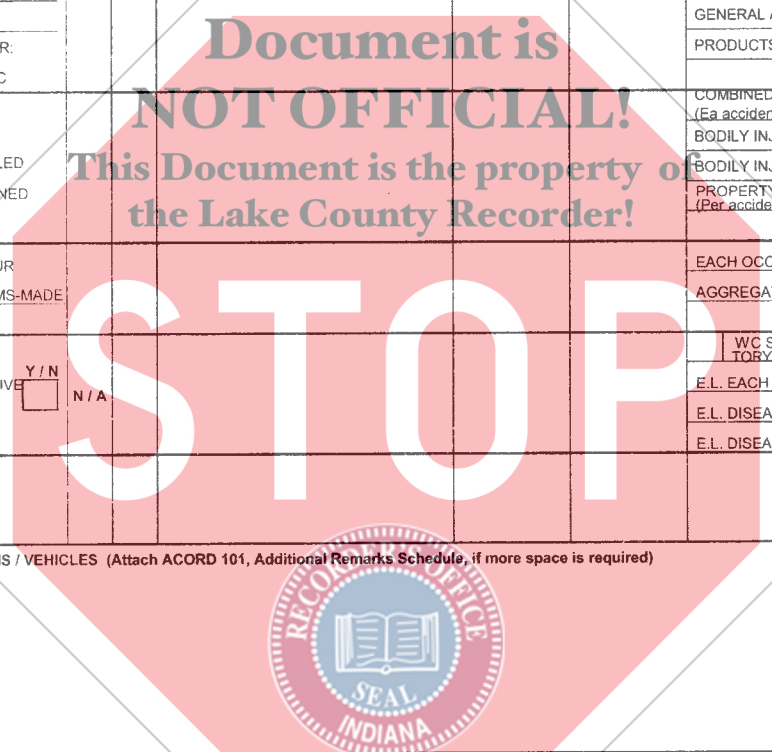 GENERAL
Document is
R:
PRODUCTS
C
NOT OFFICIAL!
COMBINED
(Ea acciden
BODILY INJ
LED
This Document is the property of
BODILY INJ
NED
PROPERTY
(Per accide
the Lake County Recorder!
UR
EACH OCC
MS-MADE
AGGREGA
STOP
WC S
TORY
Y / N
IVE
N / A
E.L. EACH
E.L. DISEA
E.L. DISEA
NS / VEHICLES (Attach ACORD 101, Additional Remarks Schedule, if more space is required)
RECORDER'S OFFICE
SEAL
INDIANA